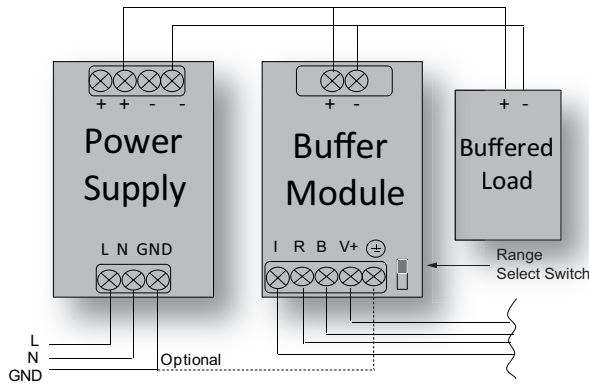 + + - -
Power
Supply
L N GND
+ -
Buffer
Module
I R B V+
+ -
Buffered
Load
Range
Select Switch
L
N
GND
Optional